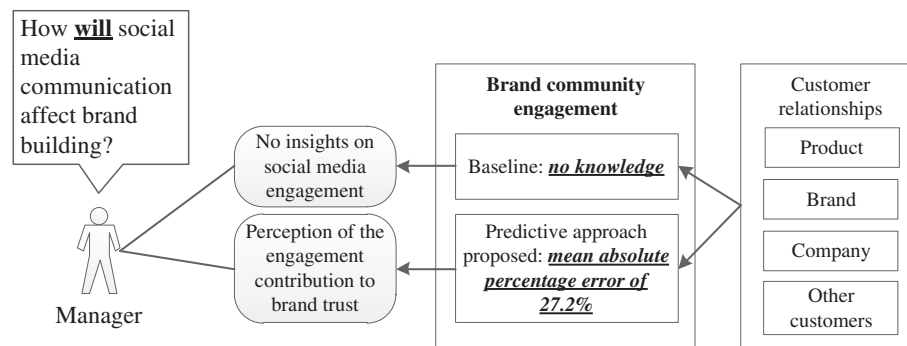 How will social
media
communication
affect brand
building?
Manager
No insights on
social media
engagement
Perception of the
engagement
contribution to
brand trust
Brand community
engagement
Baseline: no knowledge
Predictive approach
proposed: mean absolute
percentage error of
27.2%
Customer
relationships
Product
Brand
Company
Other
customers